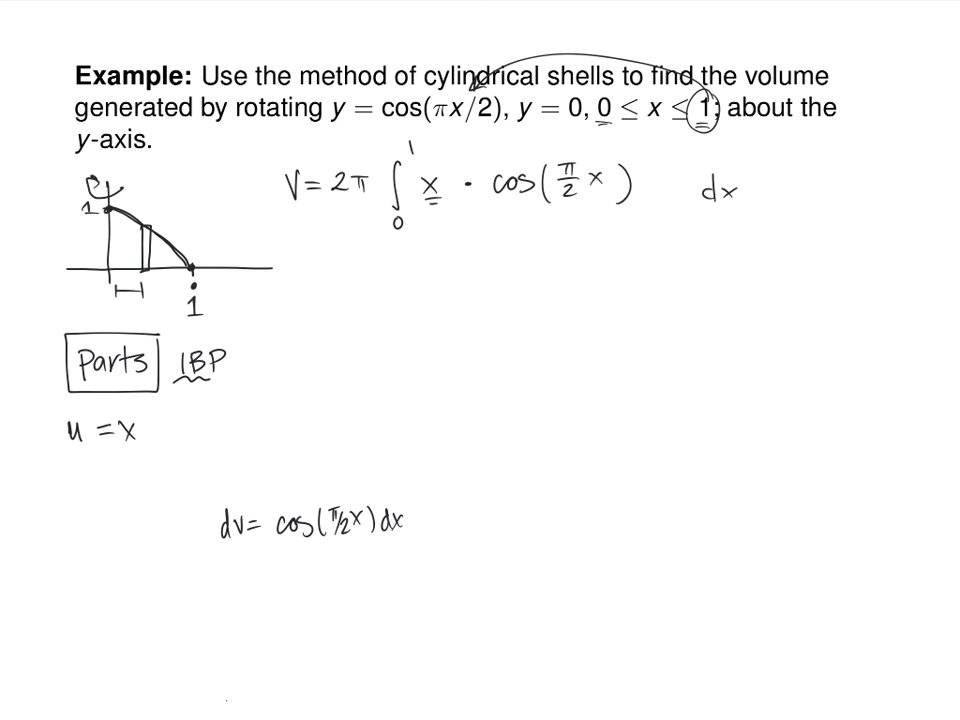 Example: Use the method of cylindrical shells to find the volume
generated by rotating y = cos(πx/2), y = 0, 0 ≤ x ≤ 1; about the
y-axis.
V = 2π ∫₀¹ x · cos(π/2 x) dx
1
1
Parts IBP
u = x
dv = cos(π/2 x) dx